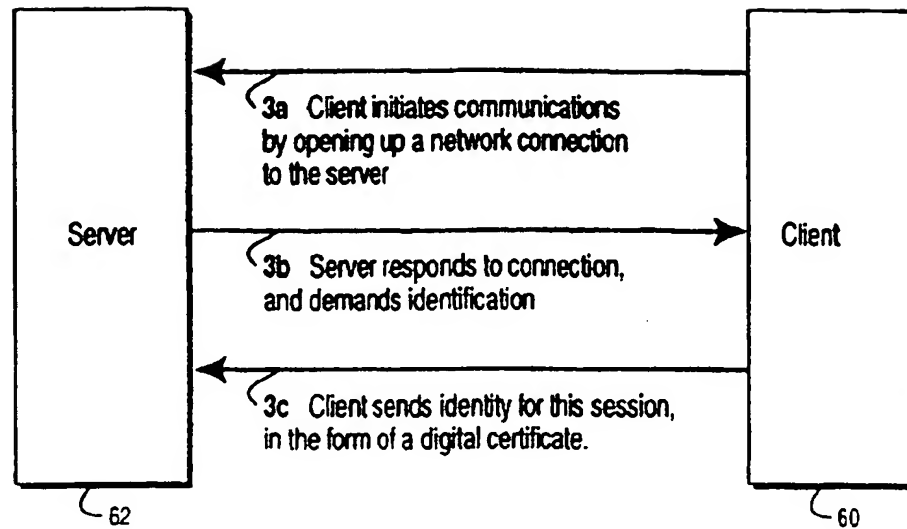 3a Client initiates communications
by opening up a network connection
to the server
Server
Client
3b Server responds to connection,
and demands identification
3c Client sends identity for this session,
in the form of a digital certificate.
62
60